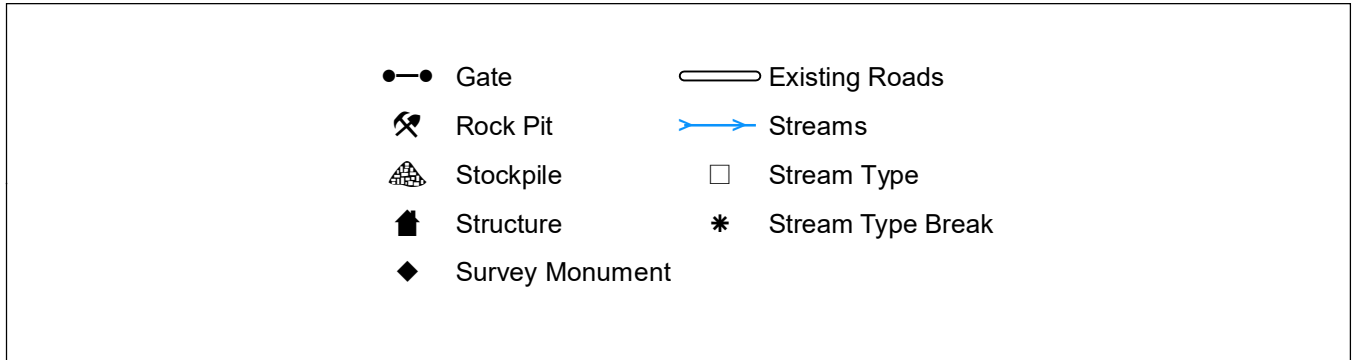 Gate
Rock Pit
Stockpile
Structure
Survey Monument
Existing Roads
Streams
Stream Type
Stream Type Break